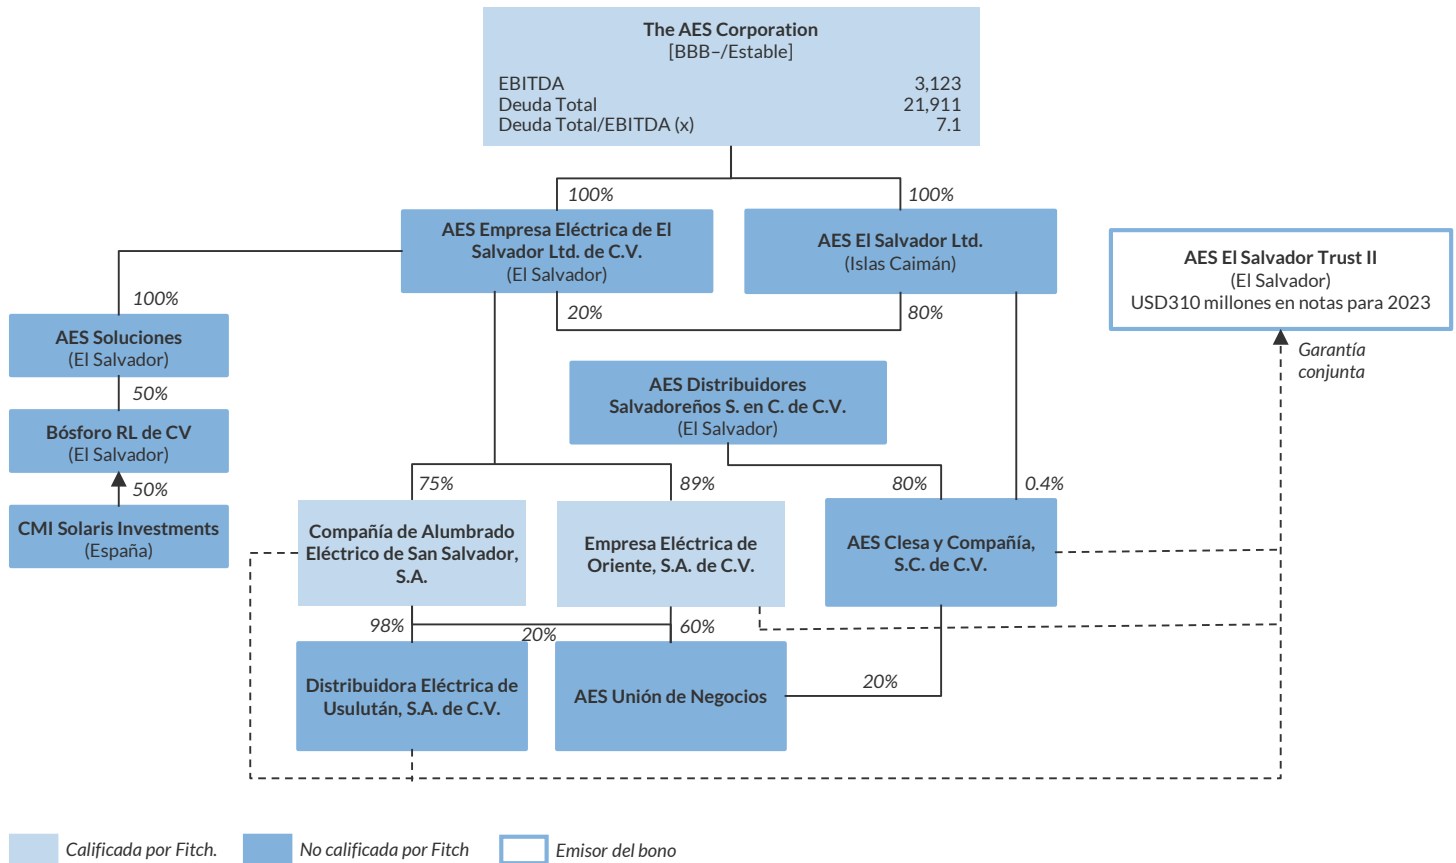 The AES Corporation
[BBB–/Estable]
EBITDA 3,123
Deuda Total 21,911
Deuda Total/EBITDA (x) 7.1
100%
100%
AES Empresa Eléctrica de El
Salvador Ltd. de C.V.
(El Salvador)
AES El Salvador Ltd.
(Islas Caimán)
AES El Salvador Trust II
(El Salvador)
USD310 millones en notas para 2023
100%
20%
80%
AES Soluciones
(El Salvador)
Garantía
conjunta
50%
AES Distribuidores
Salvadoreños S. en C. de C.V.
(El Salvador)
Bósforo RL de CV
(El Salvador)
50%
75%
89%
80%
0.4%
CMI Solaris Investments
(España)
Compañía de Alumbrado
Eléctrico de San Salvador,
S.A.
Empresa Eléctrica de
Oriente, S.A. de C.V.
AES Clesa y Compañía,
S.C. de C.V.
98%
20%
60%
Distribuidora Eléctrica de
Usulután, S.A. de C.V.
AES Unión de Negocios
20%
Calificada por Fitch.
No calificada por Fitch
Emisor del bono